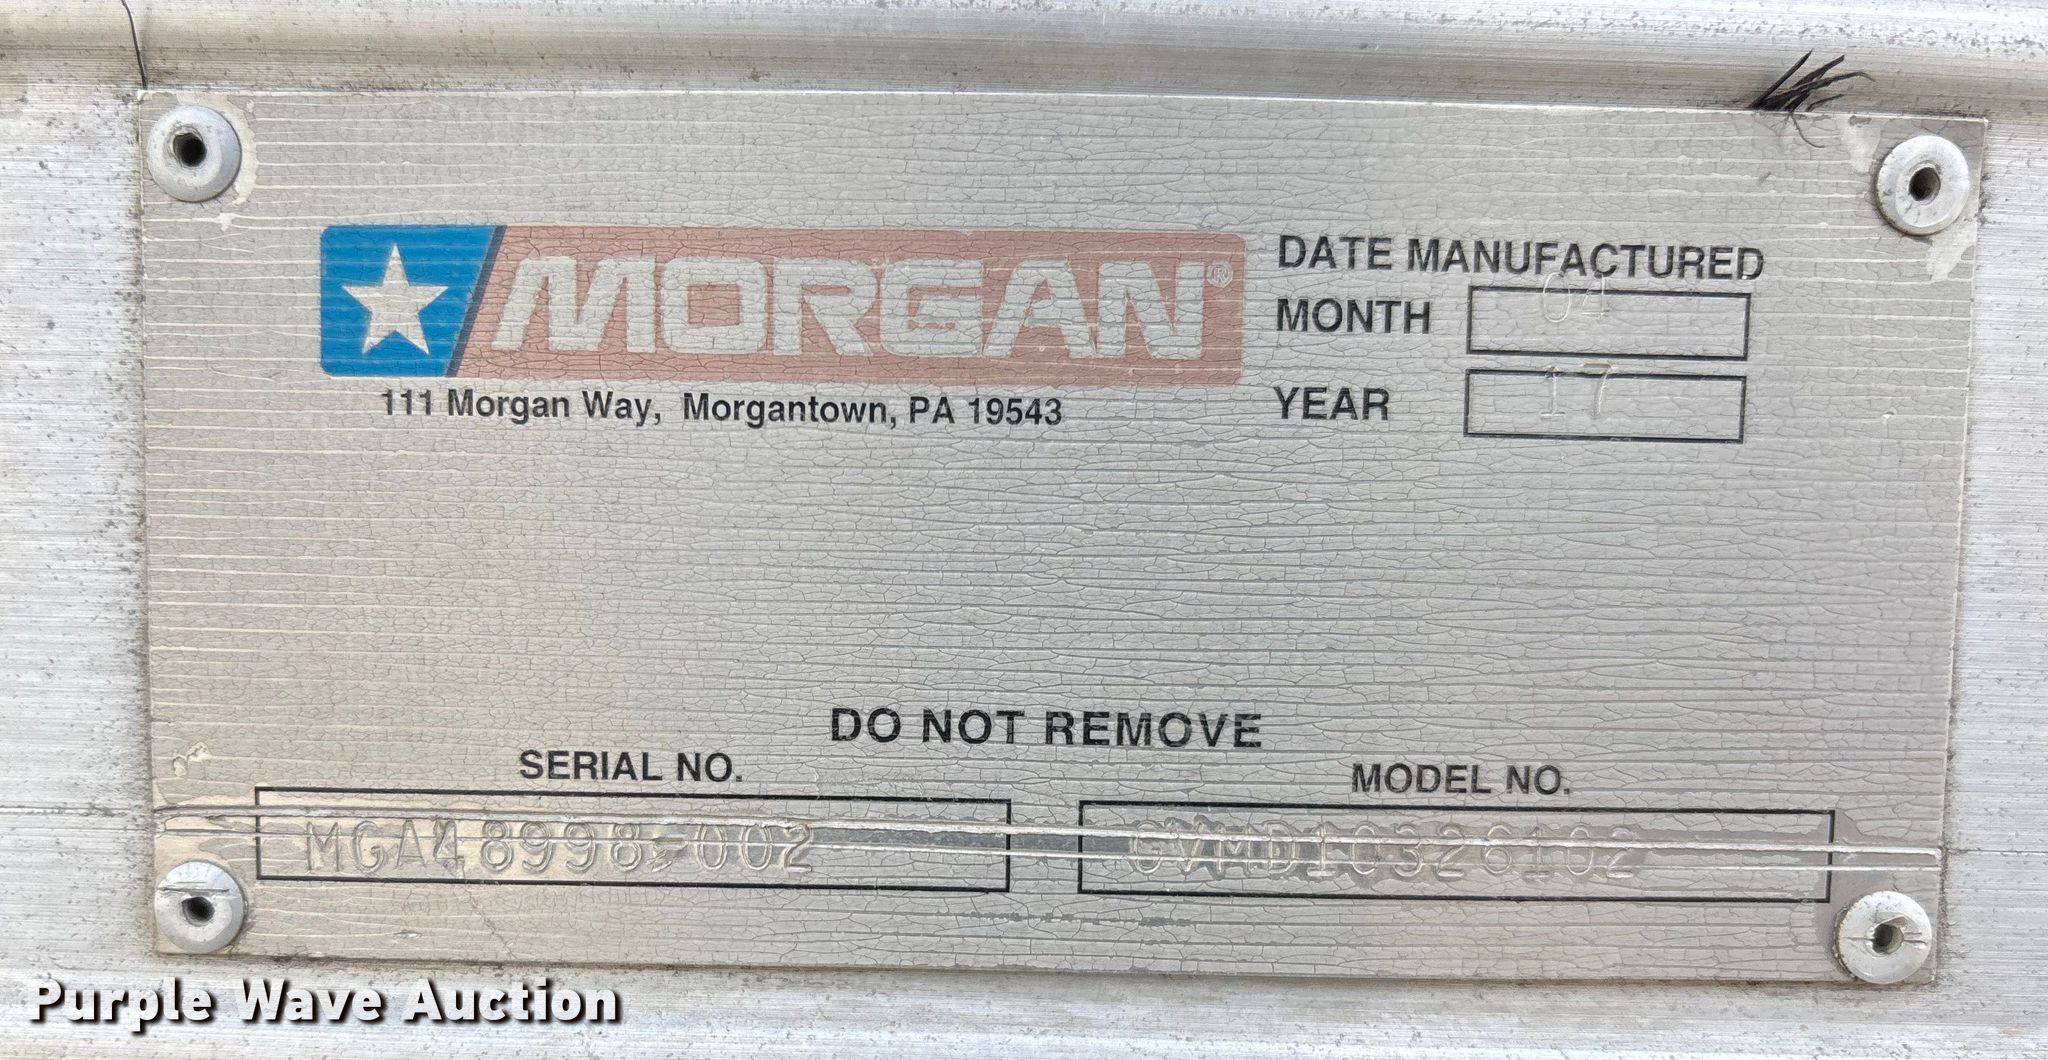 MORGAN®
111 Morgan Way, Morgantown, PA 19543
DATE MANUFACTURED
MONTH 04
YEAR 17
DO NOT REMOVE
SERIAL NO.
MGA48998-002
MODEL NO.
GVMD10326102
Purple Wave Auction